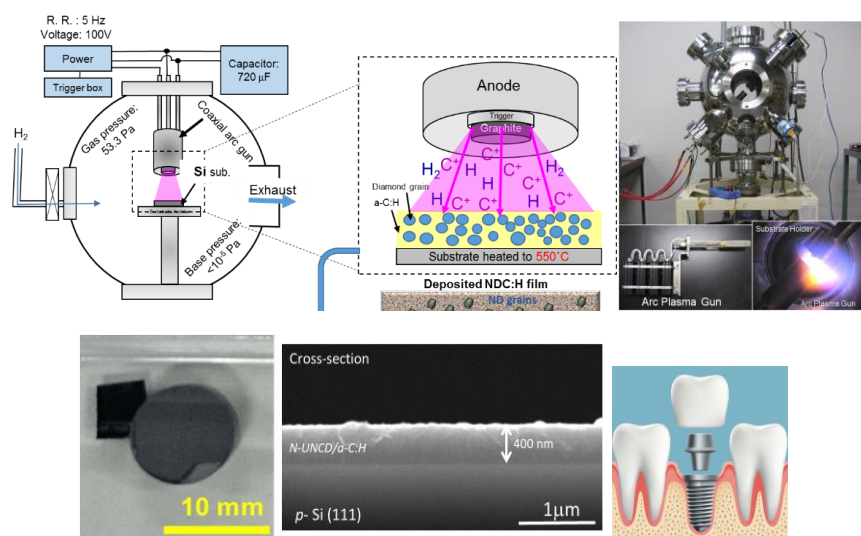 R. R. : 5 Hz
Voltage: 100V
Power
Trigger box
Capacitor:
720 μF
H₂
Gas pressure:
53.3 Pa
Coaxial arc gun
Si sub.
Exhaust
Base pressure:
<10⁻⁵ Pa
Anode
Trigger
Graphite
H₂ C⁺ C⁺ C⁺ H₂
H H
C⁺ C⁺ C⁺
H C⁺ H C⁺
Diamond grain
a-C:H
Substrate heated to 550°C
Deposited NDC:H film
ND grains
Arc Plasma Gun
Substrate Holder
Arc Plasma Gun
10 mm
Cross-section
N-UNCD/a-C:H
400 nm
p- Si (111)
1μm